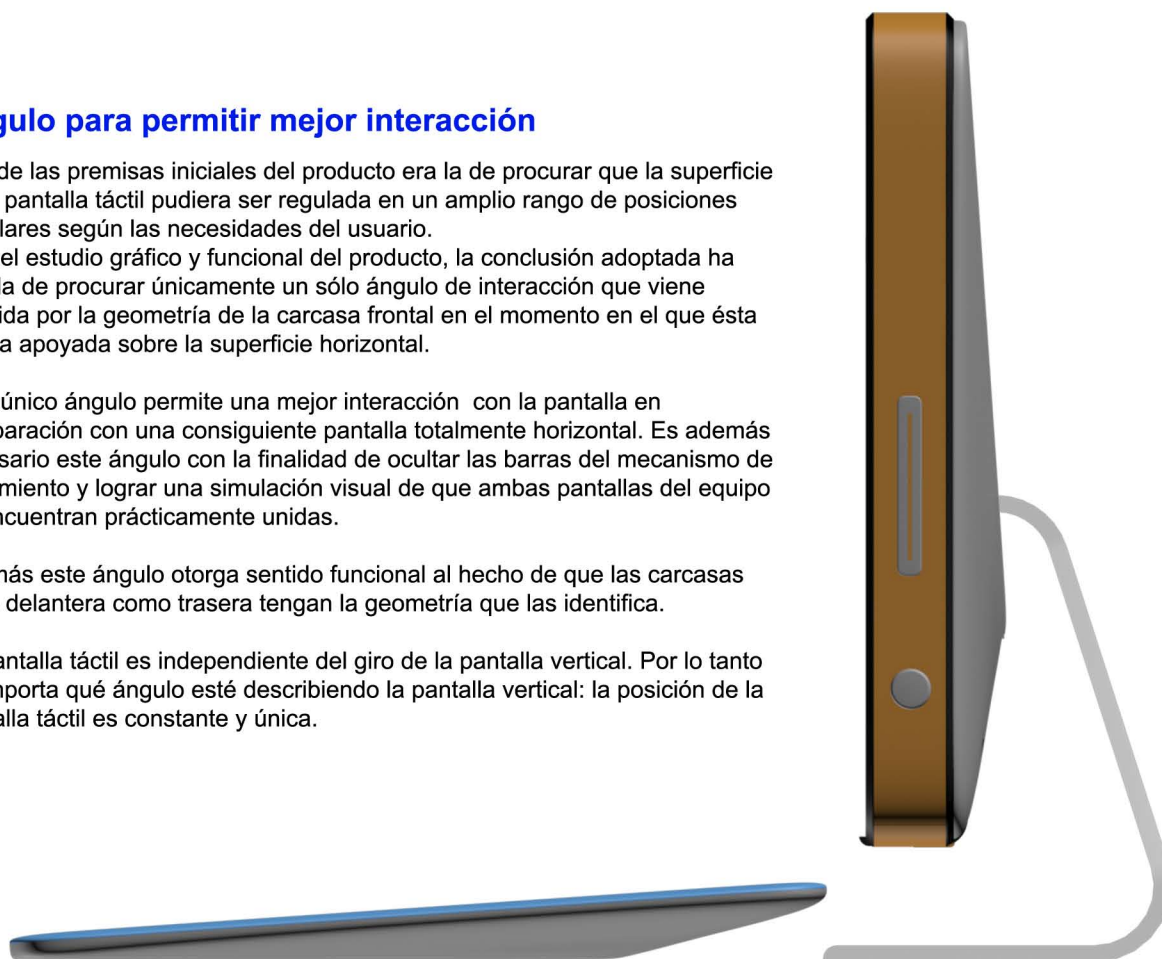 gulo para permitir mejor interacción
de las premisas iniciales del producto era la de procurar que la superficie
pantalla táctil pudiera ser regulada en un amplio rango de posiciones
lares según las necesidades del usuario.
el estudio gráfico y funcional del producto, la conclusión adoptada ha
la de procurar únicamente un sólo ángulo de interacción que viene
ida por la geometría de la carcasa frontal en el momento en el que ésta
a apoyada sobre la superficie horizontal.
único ángulo permite una mejor interacción  con la pantalla en
paración con una consiguiente pantalla totalmente horizontal. Es además
sario este ángulo con la finalidad de ocultar las barras del mecanismo de
miento y lograr una simulación visual de que ambas pantallas del equipo
ncuentran prácticamente unidas.
más este ángulo otorga sentido funcional al hecho de que las carcasas
delantera como trasera tengan la geometría que las identifica.
antalla táctil es independiente del giro de la pantalla vertical. Por lo tanto
mporta qué ángulo esté describiendo la pantalla vertical: la posición de la
alla táctil es constante y única.